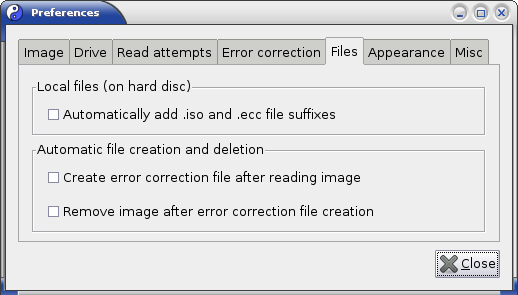 Preferences
Image Drive Read attempts Error correction Files Appearance Misc
Local files (on hard disc)
Automatically add .iso and .ecc file suffixes
Automatic file creation and deletion
Create error correction file after reading image
Remove image after error correction file creation
Close